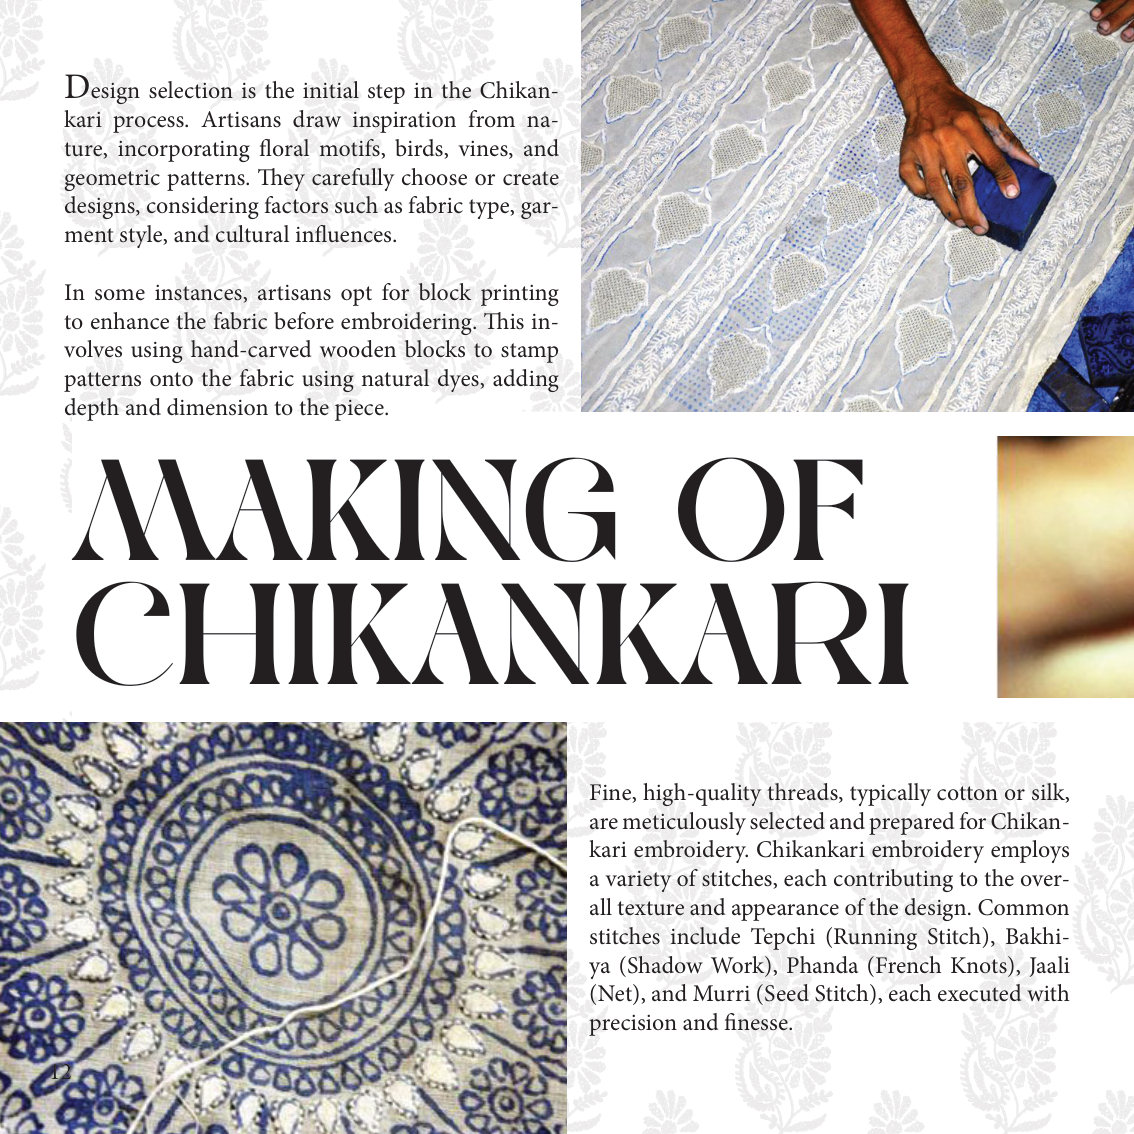 Design selection is the initial step in the Chikan-
kari process. Artisans draw inspiration from na-
ture, incorporating floral motifs, birds, vines, and
geometric patterns. They carefully choose or create
designs, considering factors such as fabric type, gar-
ment style, and cultural influences.
In some instances, artisans opt for block printing
to enhance the fabric before embroidering. This in-
volves using hand-carved wooden blocks to stamp
patterns onto the fabric using natural dyes, adding
depth and dimension to the piece.
MAKING OF
CHIKANKARI
Fine, high-quality threads, typically cotton or silk,
are meticulously selected and prepared for Chikan-
kari embroidery. Chikankari embroidery employs
a variety of stitches, each contributing to the over-
all texture and appearance of the design. Common
stitches include Tepchi (Running Stitch), Bakhi-
ya (Shadow Work), Phanda (French Knots), Jaali
(Net), and Murri (Seed Stitch), each executed with
precision and finesse.
12